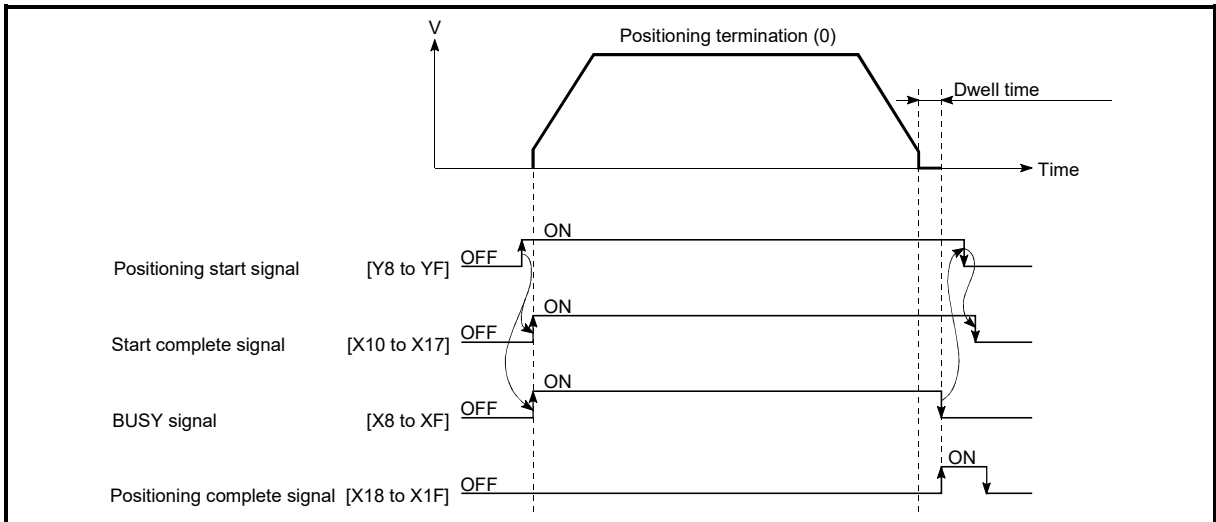 V
Positioning termination (0)
Dwell time
Time
ON
Positioning start signal [Y8 to YF] OFF
ON
Start complete signal [X10 to X17] OFF
ON
BUSY signal [X8 to XF] OFF
ON
Positioning complete signal [X18 to X1F] OFF